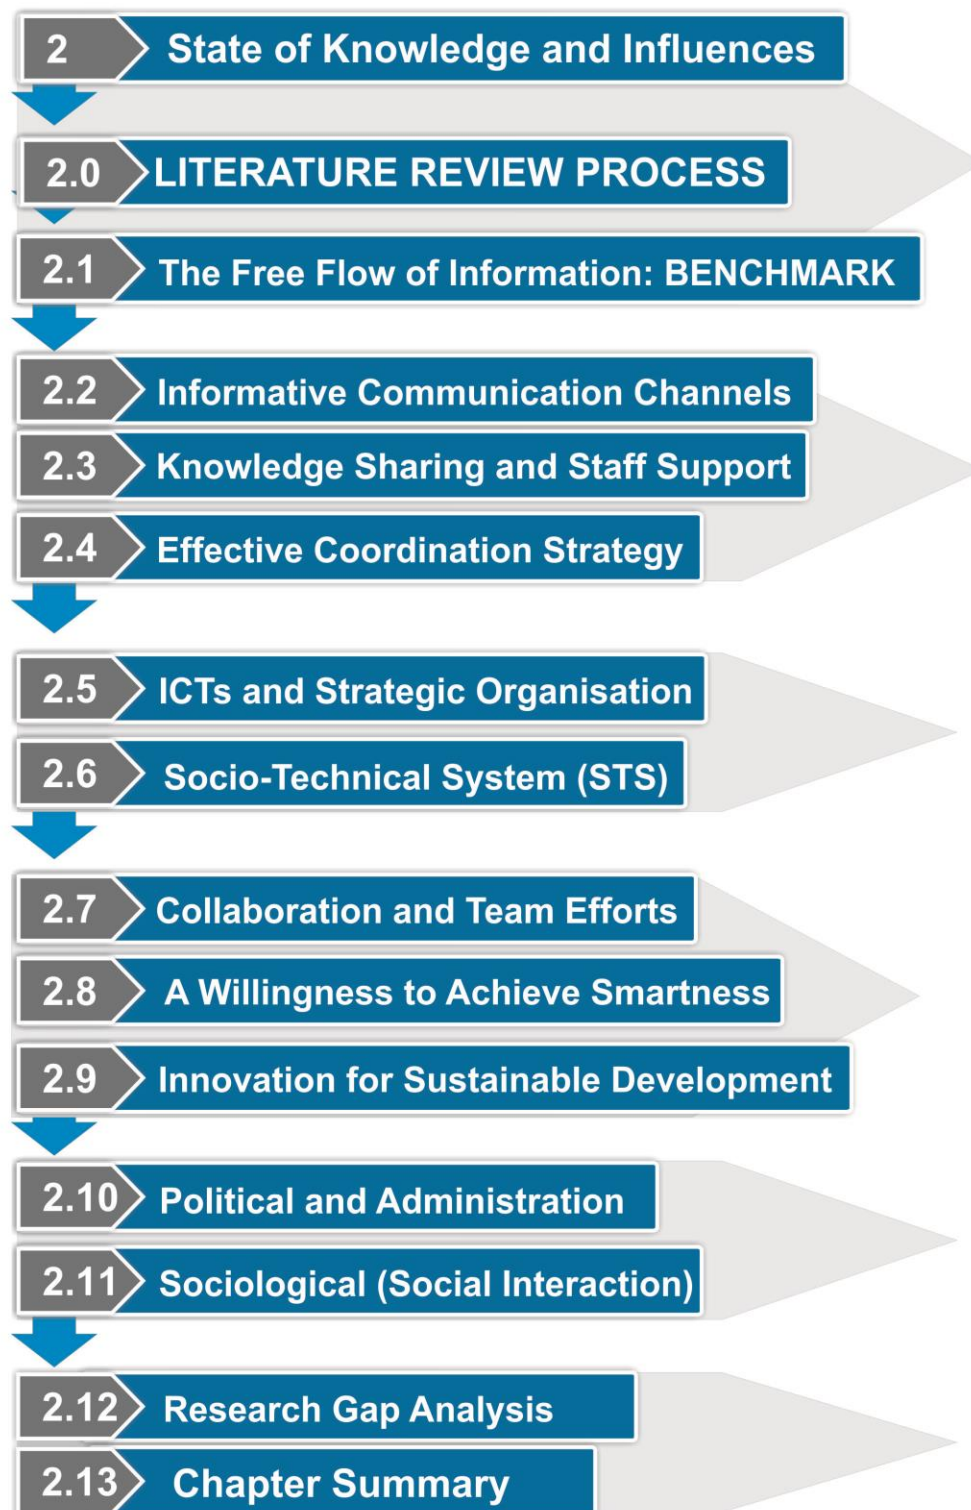 2 State of Knowledge and Influences
2.0 LITERATURE REVIEW PROCESS
2.1 The Free Flow of Information: BENCHMARK
2.2 Informative Communication Channels
2.3 Knowledge Sharing and Staff Support
2.4 Effective Coordination Strategy
2.5 ICTs and Strategic Organisation
2.6 Socio-Technical System (STS)
2.7 Collaboration and Team Efforts
2.8 A Willingness to Achieve Smartness
2.9 Innovation for Sustainable Development
2.10 Political and Administration
2.11 Sociological (Social Interaction)
2.12 Research Gap Analysis
2.13 Chapter Summary